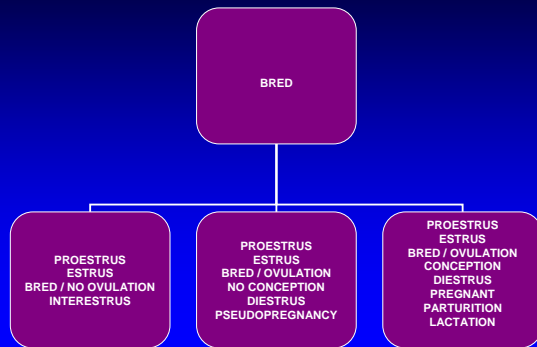 BRED
PROESTRUS
ESTRUS
BRED / NO OVULATION
INTERESTRUS
PROESTRUS
ESTRUS
BRED / OVULATION
NO CONCEPTION
DIESTRUS
PSEUDOPREGNANCY
PROESTRUS
ESTRUS
BRED / OVULATION
CONCEPTION
DIESTRUS
PREGNANT
PARTURITION
LACTATION